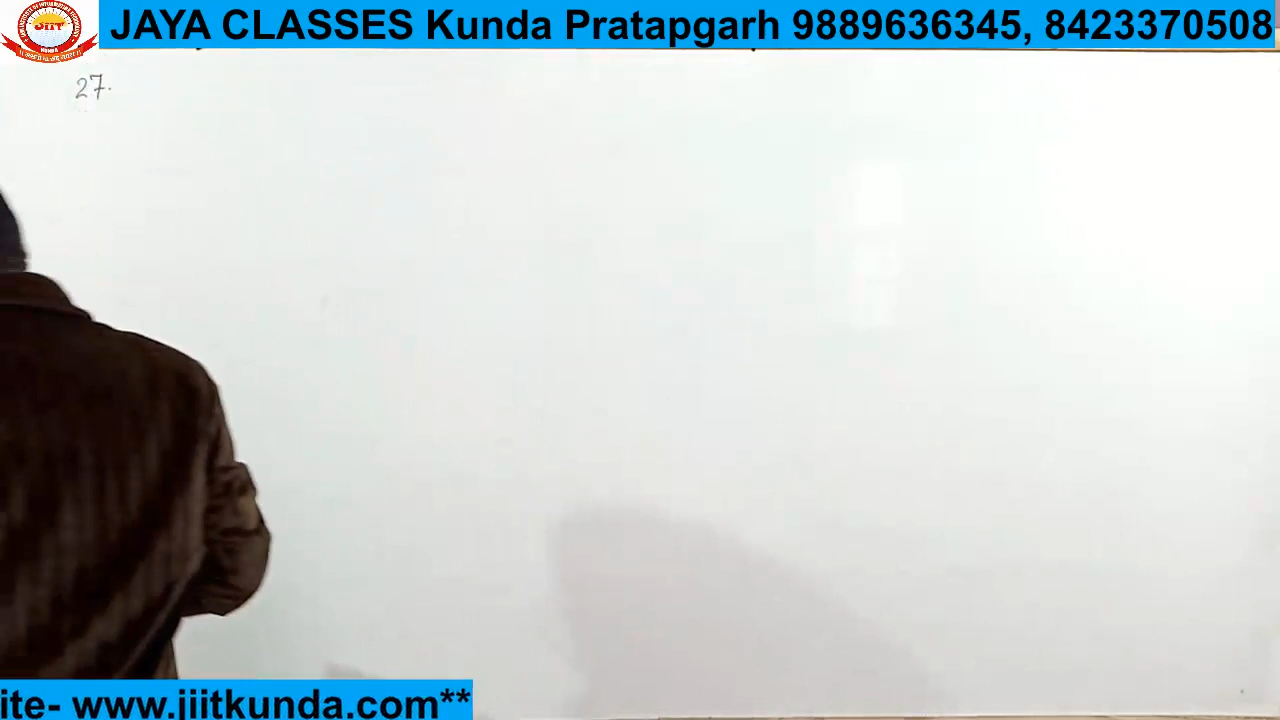 JAYA CLASSES Kunda Pratapgarh 9889636345, 8423370508
27.
ite- www.jiitkunda.com**